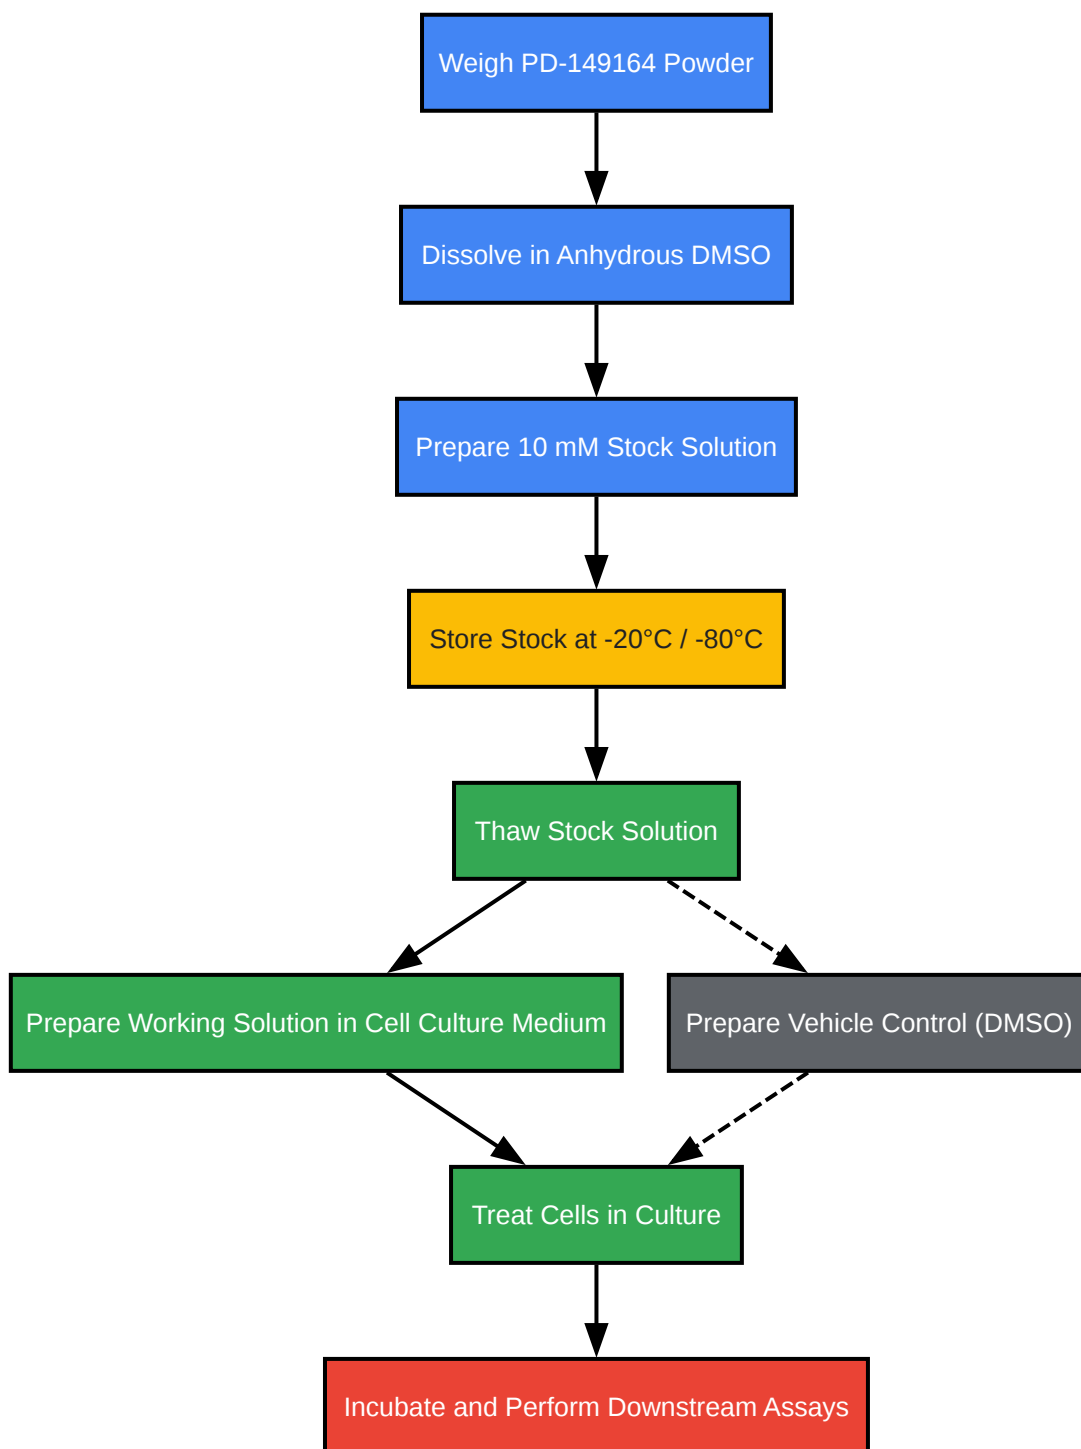 Weigh PD-149164 Powder
Dissolve in Anhydrous DMSO
Prepare 10 mM Stock Solution
Store Stock at -20°C / -80°C
Thaw Stock Solution
Prepare Working Solution in Cell Culture Medium
Prepare Vehicle Control (DMSO)
Treat Cells in Culture
Incubate and Perform Downstream Assays